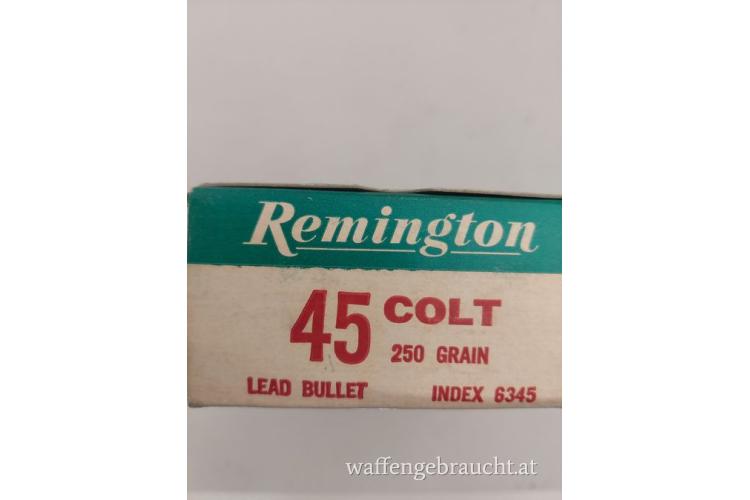 Remington
45 COLT
250 GRAIN
LEAD BULLET INDEX 6345
waffengebraucht.at